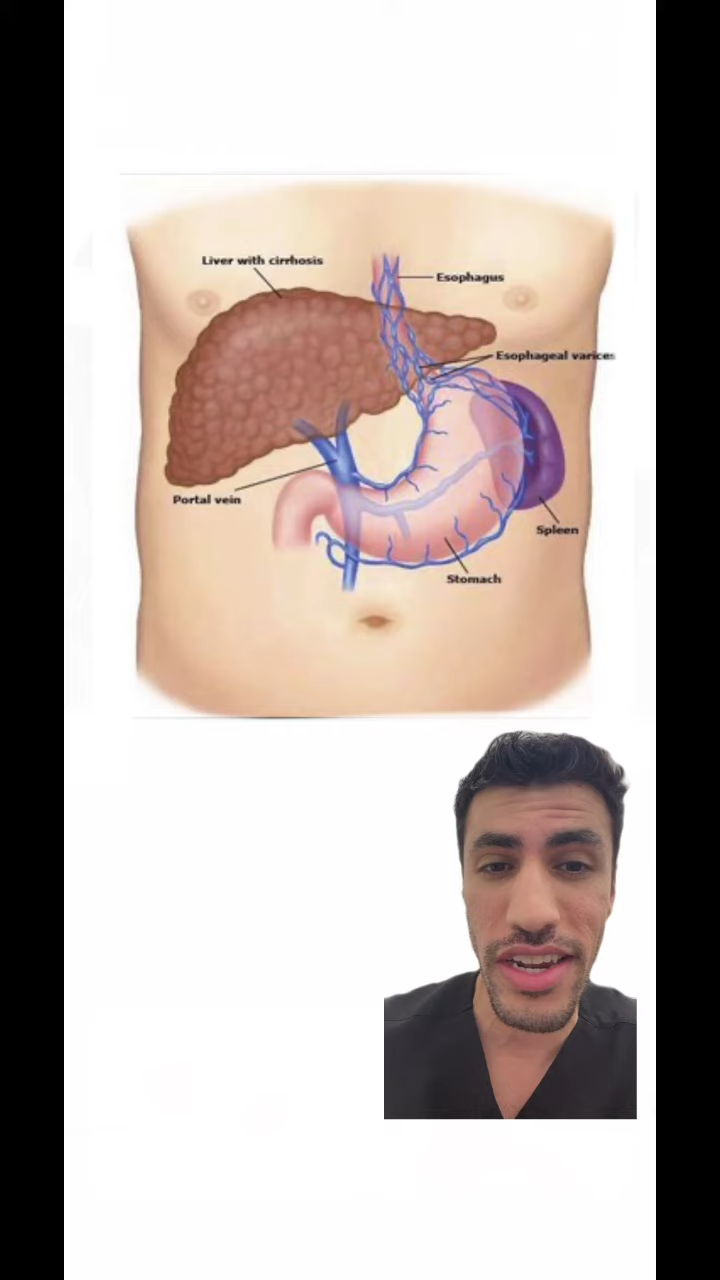 Liver with cirrhosis
Esophagus
Esophageal varices
Portal vein
Spleen
Stomach